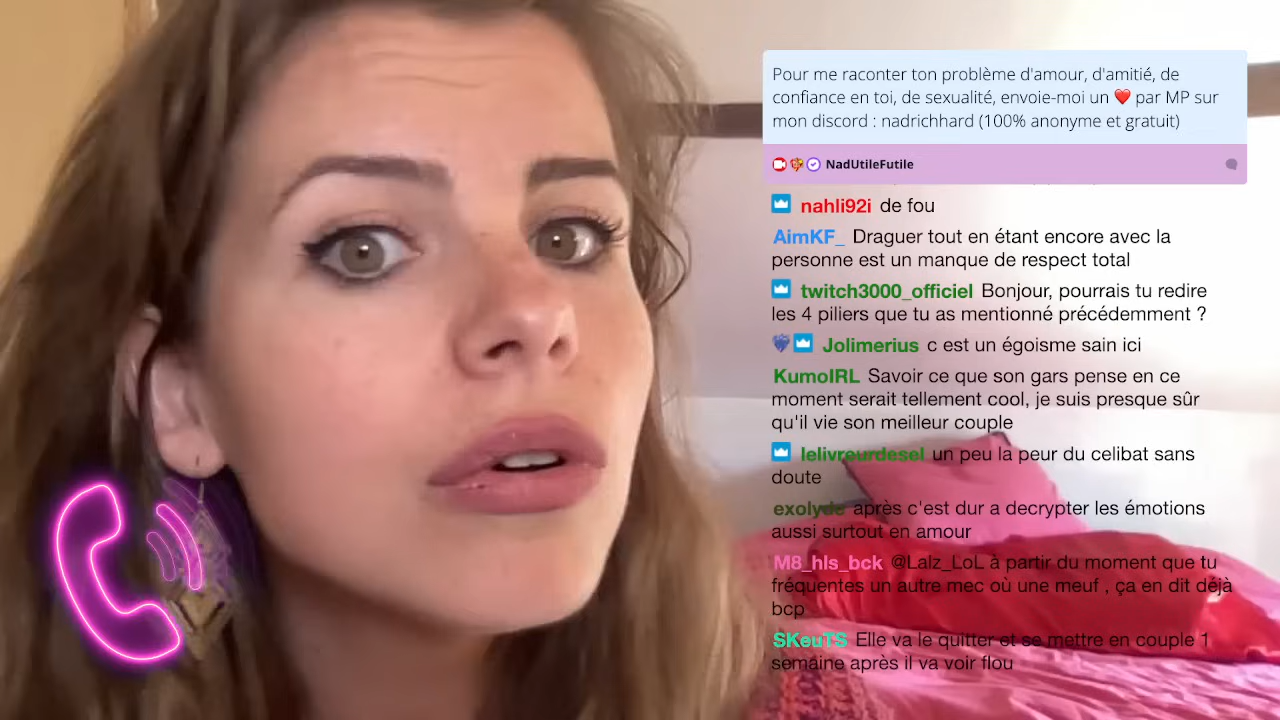 Pour me raconter ton problème d'amour, d'amitié, de
confiance en toi, de sexualité, envoie-moi un ❤️ par MP sur
mon discord : nadrichhard (100% anonyme et gratuit)
NadUtileFutile
nahli92i de fou
AimKF_ Draguer tout en étant encore avec la
personne est un manque de respect total
twitch3000_officiel Bonjour, pourrais tu redire
les 4 piliers que tu as mentionné précédemment ?
Jolimerius c est un égoisme sain ici
KumoIRL Savoir ce que son gars pense en ce
moment serait tellement cool, je suis presque sûr
qu'il vie son meilleur couple
lelivreurdesel un peu la peur du celibat sans
doute
exolyde après c'est dur a decrypter les émotions
aussi surtout en amour
M8_hls_bck @Lalz_LoL à partir du moment que tu
fréquentes un autre mec où une meuf , ça en dit déjà
bcp
SKeuTS Elle va le quitter et se mettre en couple 1
semaine après il va voir flou